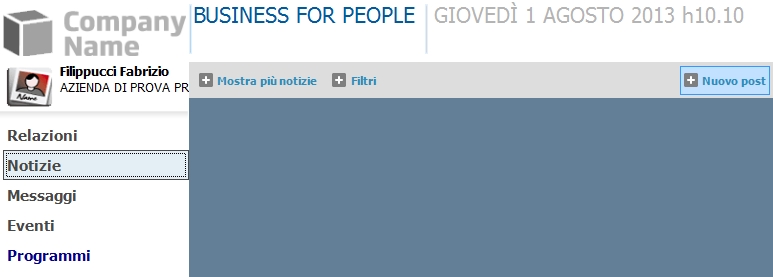 Company
Name
BUSINESS FOR PEOPLE
GIOVEDÌ 1 AGOSTO 2013 h10.10
Name
Filippucci Fabrizio
AZIENDA DI PROVA PR
Mostra più notizie
Filtri
Nuovo post
Relazioni
Notizie
Messaggi
Eventi
Programmi